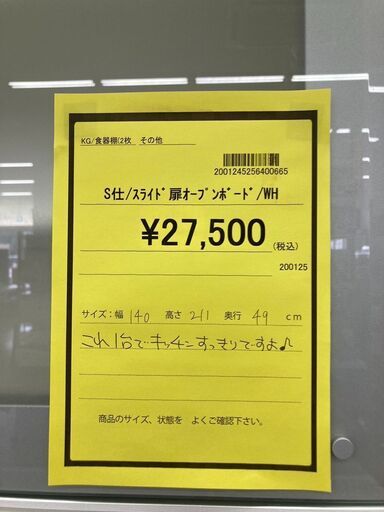 KG/食器棚(2枚 その他
2001245256400665
S仕/ｽﾗｲﾄﾞ扉ｵｰﾌﾟﾝﾎﾞｰﾄﾞ/WH
¥27,500(税込)
200125
サイズ:幅 140 高さ 211 奥行 49 cm
これ1台でキッチンすっきりですよ♪
商品のサイズ、状態を よくご確認下さい。